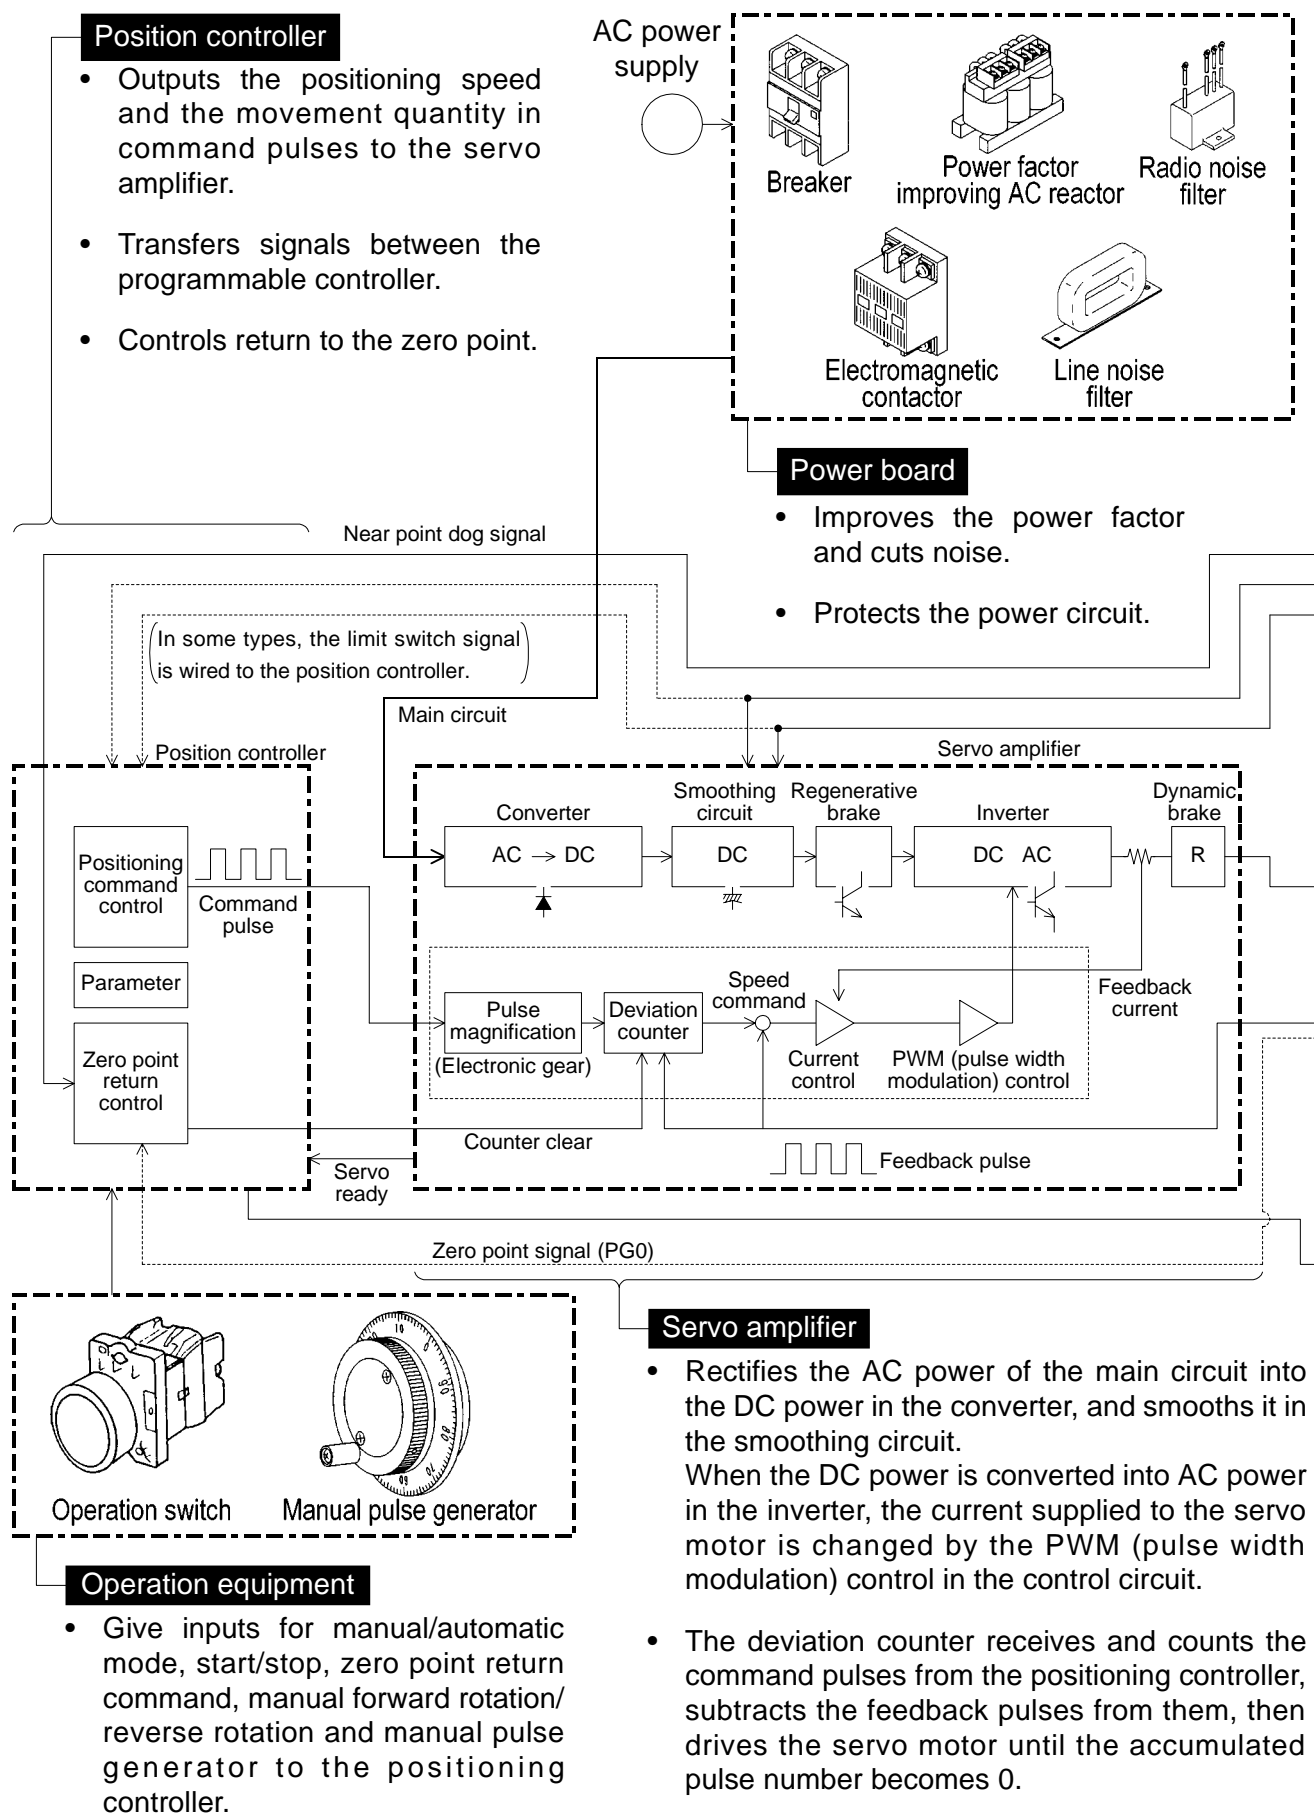 Position controller
• Outputs the positioning speed
and the movement quantity in
command pulses to the servo
amplifier.
• Transfers signals between the
programmable controller.
• Controls return to the zero point.
AC power
supply
Breaker
Power factor
improving AC reactor
Radio noise
filter
Electromagnetic
contactor
Line noise
filter
Power board
• Improves the power factor
and cuts noise.
• Protects the power circuit.
Near point dog signal
(In some types, the limit switch signal
is wired to the position controller.)
Main circuit
Position controller
Positioning
command
control
Command
pulse
Parameter
Zero point
return
control
Servo amplifier
Converter
AC → DC
Smoothing
circuit
DC
Regenerative
brake
Inverter
DC AC
Dynamic
brake
R
Pulse
magnification
(Electronic gear)
Deviation
counter
Speed
command
Current
control
PWM (pulse width
modulation) control
Feedback
current
Counter clear
Feedback pulse
Servo
ready
Zero point signal (PG0)
Operation switch
Manual pulse generator
Operation equipment
• Give inputs for manual/automatic
mode, start/stop, zero point return
command, manual forward rotation/
reverse rotation and manual pulse
generator to the positioning
controller.
Servo amplifier
• Rectifies the AC power of the main circuit into
the DC power in the converter, and smooths it in
the smoothing circuit.
When the DC power is converted into AC power
in the inverter, the current supplied to the servo
motor is changed by the PWM (pulse width
modulation) control in the control circuit.
• The deviation counter receives and counts the
command pulses from the positioning controller,
subtracts the feedback pulses from them, then
drives the servo motor until the accumulated
pulse number becomes 0.